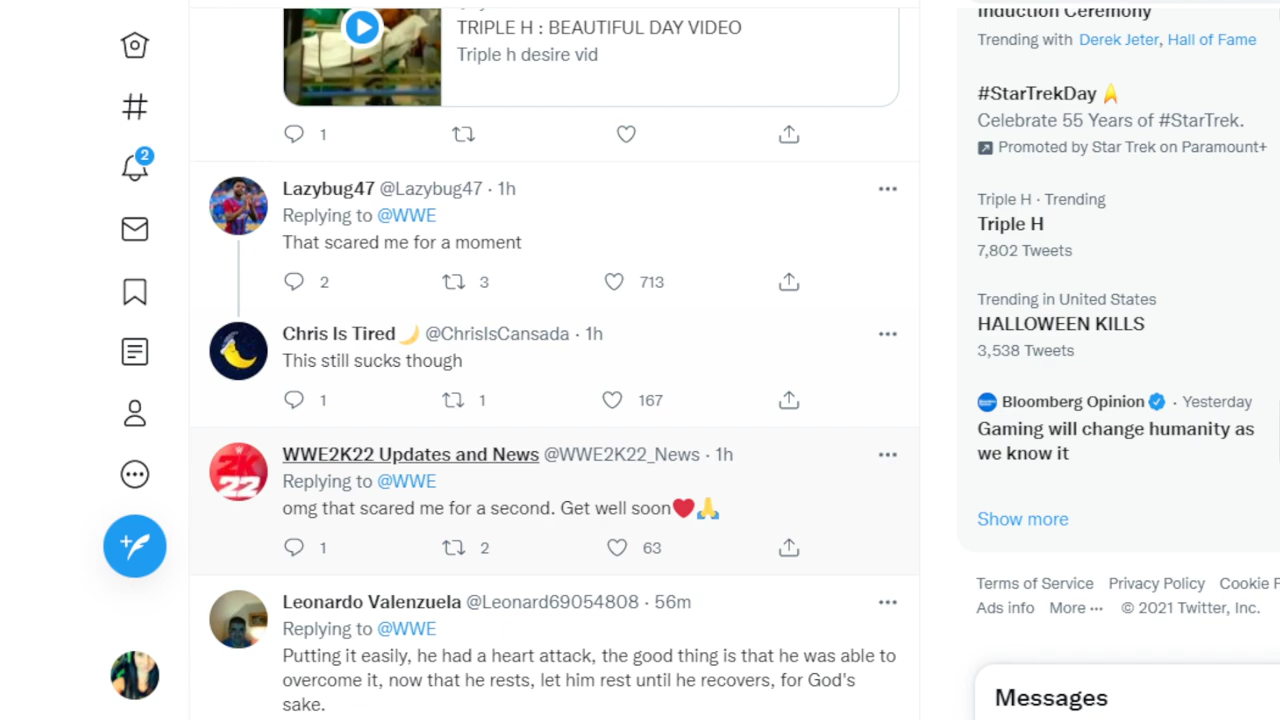 TRIPLE H : BEAUTIFUL DAY VIDEO
Triple h desire vid
1
Lazybug47 @Lazybug47 · 1h
Replying to @WWE
That scared me for a moment
2 3 713
Chris Is Tired🌙 @ChrisIsCansada · 1h
This still sucks though
1 1 167
2K
22
WWE2K22 Updates and News @WWE2K22_News · 1h
Replying to @WWE
omg that scared me for a second. Get well soon❤️🙏
1 2 63
Leonardo Valenzuela @Leonard69054808 · 56m
Replying to @WWE
Putting it easily, he had a heart attack, the good thing is that he was able to
overcome it, now that he rests, let him rest until he recovers, for God's
sake.
2
Induction Ceremony
Trending with Derek Jeter, Hall of Fame
#StarTrekDay
Celebrate 55 Years of #StarTrek.
Promoted by Star Trek on Paramount+
Triple H · Trending
Triple H
7,802 Tweets
Trending in United States
HALLOWEEN KILLS
3,538 Tweets
Bloomberg Opinion · Yesterday
Gaming will change humanity as
we know it
Show more
Terms of Service Privacy Policy Cookie
Ads info More ··· © 2021 Twitter, Inc.
Messages